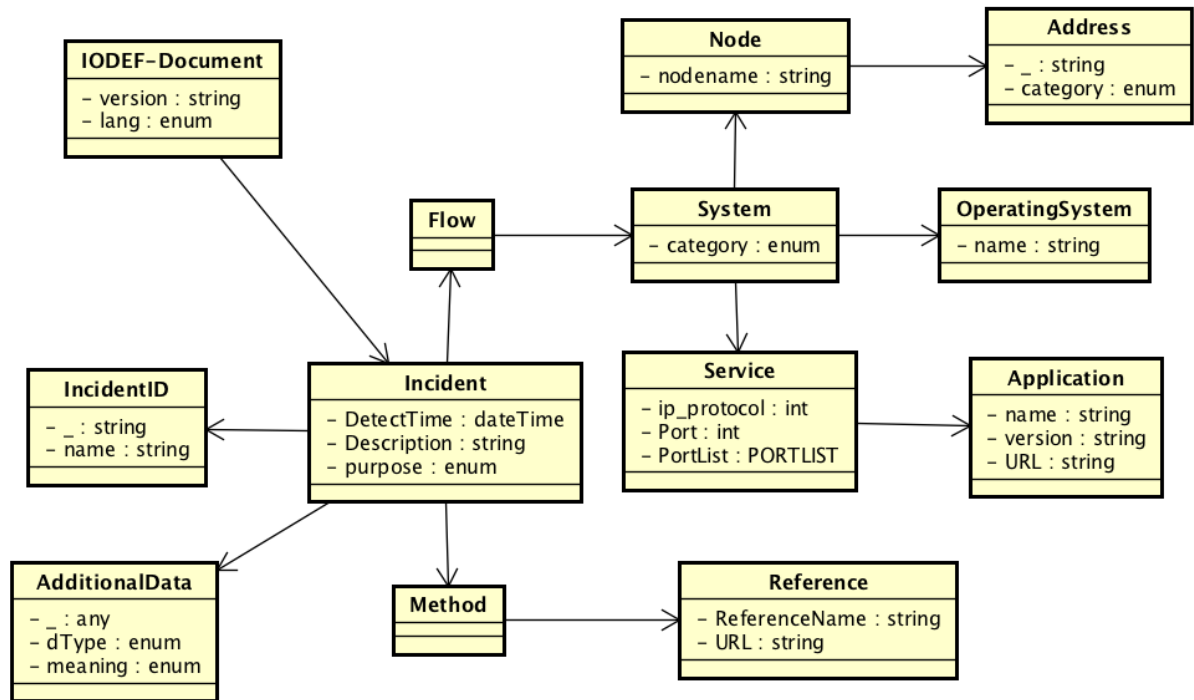 IODEF-Document
- version : string
- lang : enum
Node
- nodename : string
Address
- _ : string
- category : enum
Flow
System
- category : enum
OperatingSystem
- name : string
IncidentID
- _ : string
- name : string
Incident
- DetectTime : dateTime
- Description : string
- purpose : enum
Service
- ip_protocol : int
- Port : int
- PortList : PORTLIST
Application
- name : string
- version : string
- URL : string
AdditionalData
- _ : any
- dType : enum
- meaning : enum
Method
Reference
- ReferenceName : string
- URL : string